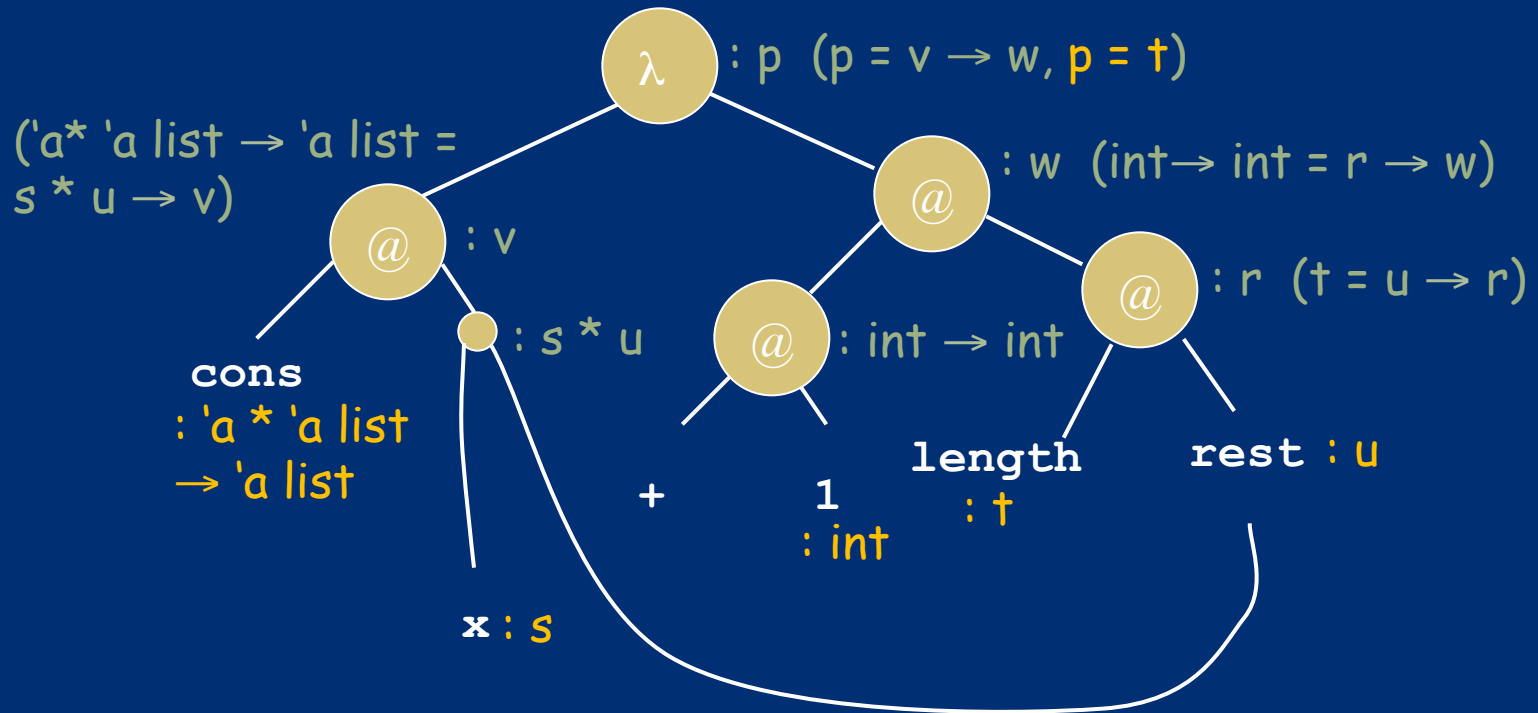 λ : p (p = v → w, p = t)
('a* 'a list → 'a list =
s * u → v)
@ : w (int→ int = r → w)
@ : v
@ : r (t = u → r)
: s * u
@ : int → int
cons
: 'a * 'a list
→ 'a list
+
1
: int
length
: t
rest : u
x : s